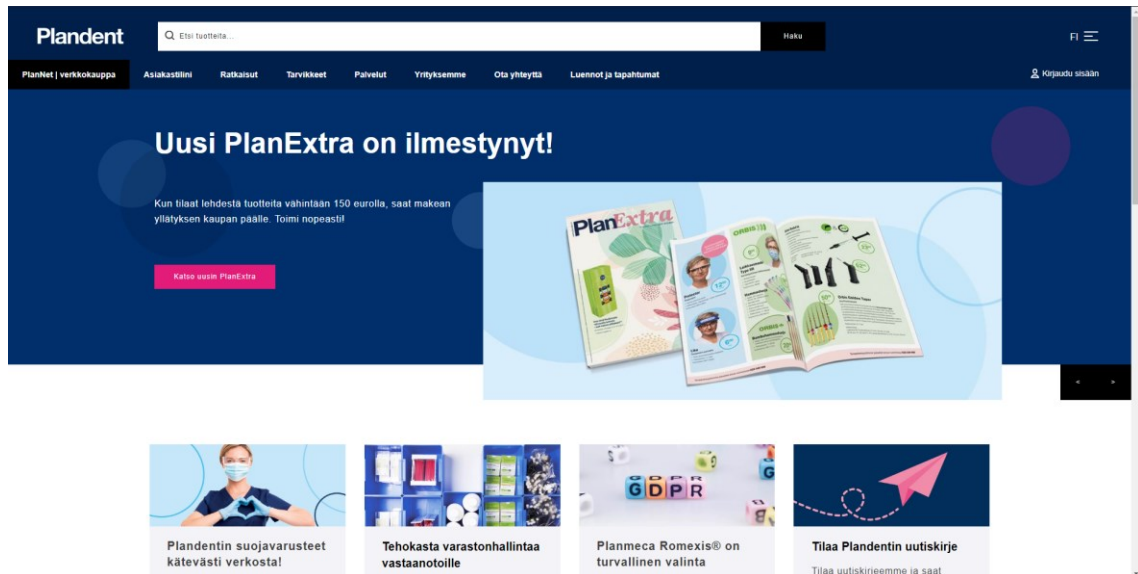 Plandent
Etsi tuotteita...
Haku
FI
PlanNet | verkkokauppa
Asiakastilini
Ratkaisut
Tarvikkeet
Palvelut
Yrityksemme
Ota yhteyttä
Luennot ja tapahtumat
Kirjaudu sisään
Uusi PlanExtra on ilmestynyt!
Kun tilaat lehdestä tuotteita vähintään 150 eurolla, saat makean
yllätyksen kaupan päälle. Toimi nopeasti!
Katso uusin PlanExtra
PlanExtra
ORBIS
ORBIS
< >
GDPR
Plandentin suojavarusteet
kätevästi verkosta!
Tehokasta varastonhallintaa
vastaanotoille
Planmeca Romexis® on
turvallinen valinta
Tilaa Plandentin uutiskirje
Tilaa uutiskirjeemme ja saat